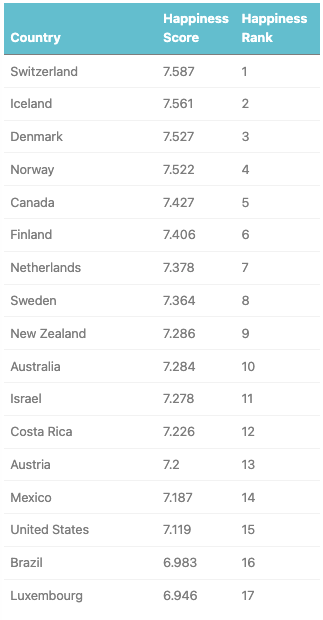 Country Happiness Score Happiness Rank
Switzerland 7.587 1
Iceland 7.561 2
Denmark 7.527 3
Norway 7.522 4
Canada 7.427 5
Finland 7.406 6
Netherlands 7.378 7
Sweden 7.364 8
New Zealand 7.286 9
Australia 7.284 10
Israel 7.278 11
Costa Rica 7.226 12
Austria 7.2 13
Mexico 7.187 14
United States 7.119 15
Brazil 6.983 16
Luxembourg 6.946 17